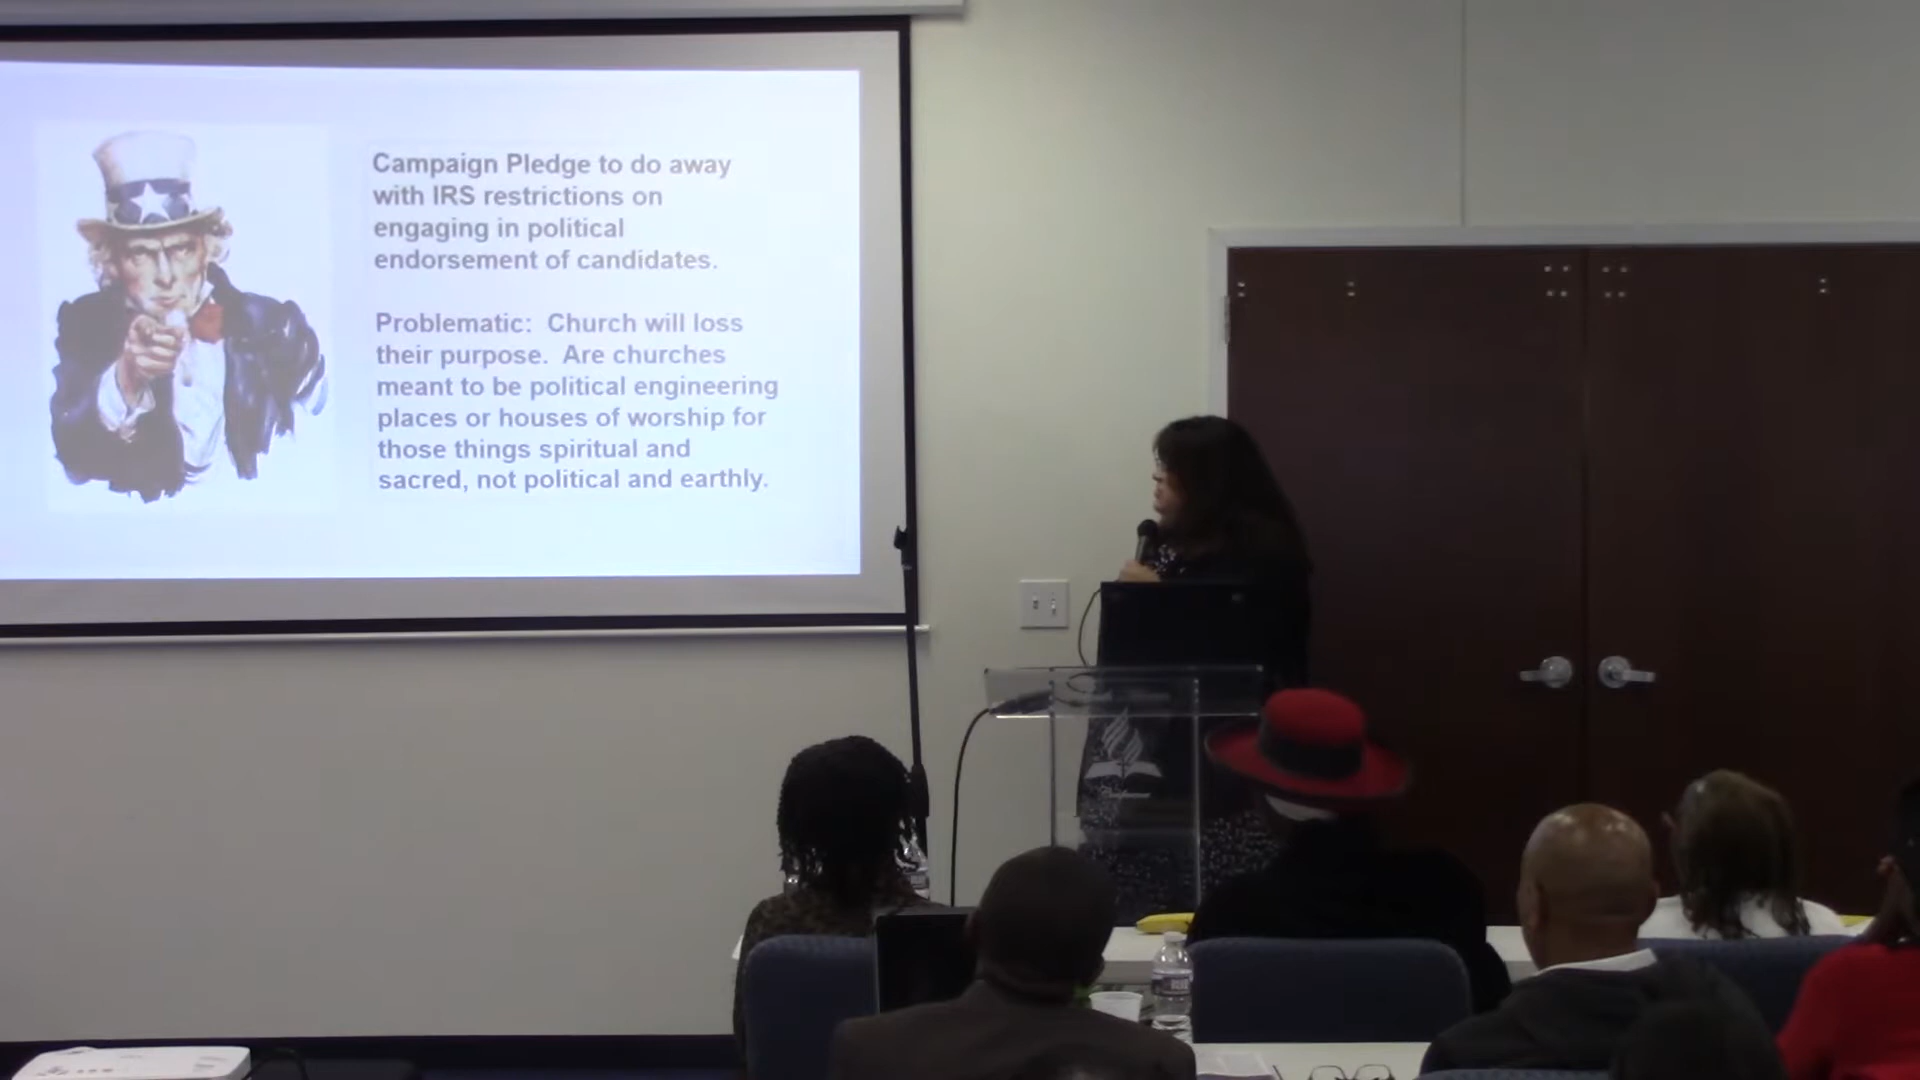 Campaign Pledge to do away
with IRS restrictions on
engaging in political
endorsement of candidates.
Problematic:  Church will loss
their purpose.  Are churches
meant to be political engineering
places or houses of worship for
those things spiritual and
sacred, not political and earthly.